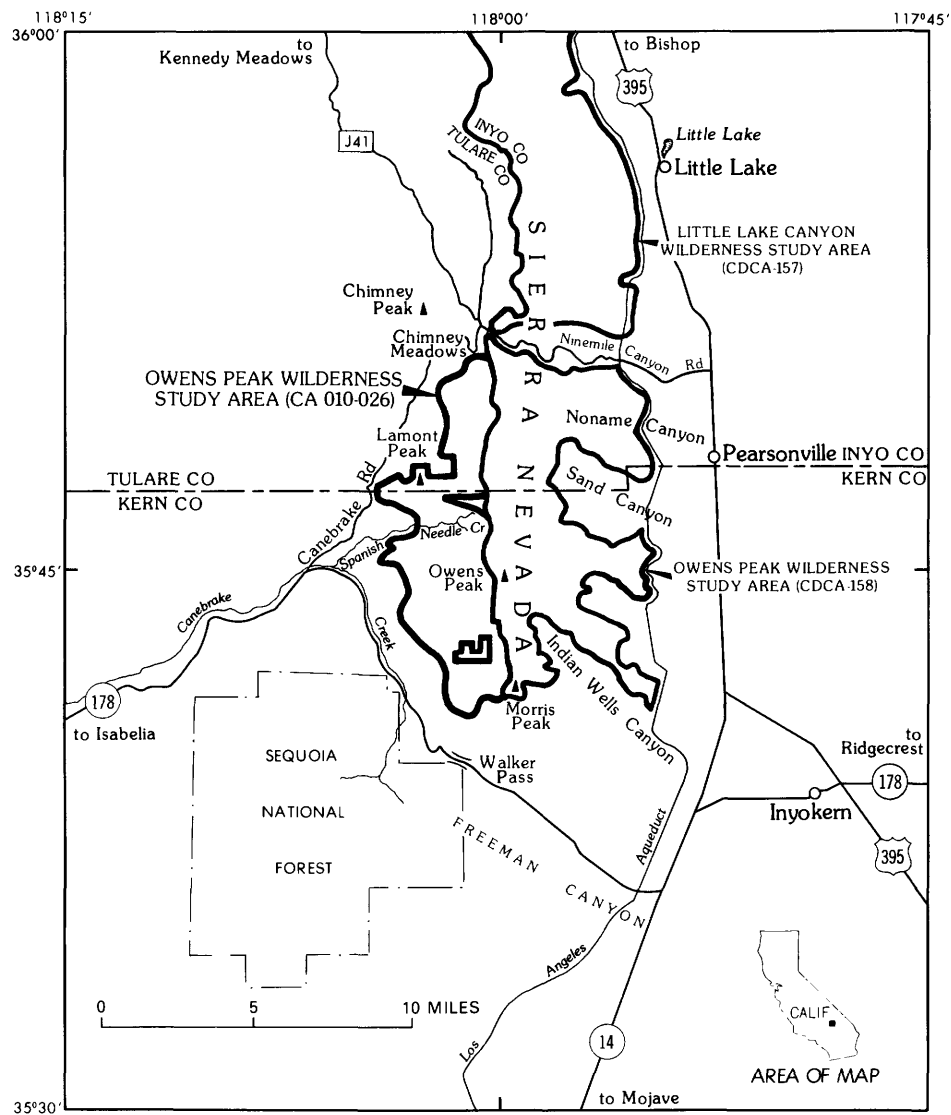 118°15'
118°00'
117°45'
36°00'
to
Kennedy Meadows
to Bishop
395
J41
INYO CO
TULARE CO
Little Lake
Little Lake
SIERRA NEVADA
LITTLE LAKE CANYON
WILDERNESS STUDY AREA
(CDCA-157)
Chimney
Peak
Chimney
Meadows
Ninemile Canyon Rd
OWENS PEAK WILDERNESS
STUDY AREA (CA 010-026)
Noname Canyon
Lamont
Peak
Pearsonville
INYO CO
KERN CO
TULARE CO
KERN CO
Sand Canyon
Canebrake Rd
Spanish Needle Cr
35°45'
Owens
Peak
OWENS PEAK WILDERNESS
STUDY AREA (CDCA-158)
Canebrake
Creek
Indian Wells Canyon
178
to Isabella
Morris
Peak
to
Ridgecrest
SEQUOIA
NATIONAL
FOREST
Walker
Pass
178
Inyokern
FREEMAN CANYON
395
Los Angeles Aqueduct
0 5 10 MILES
CALIF
14
AREA OF MAP
35°30'
to Mojave